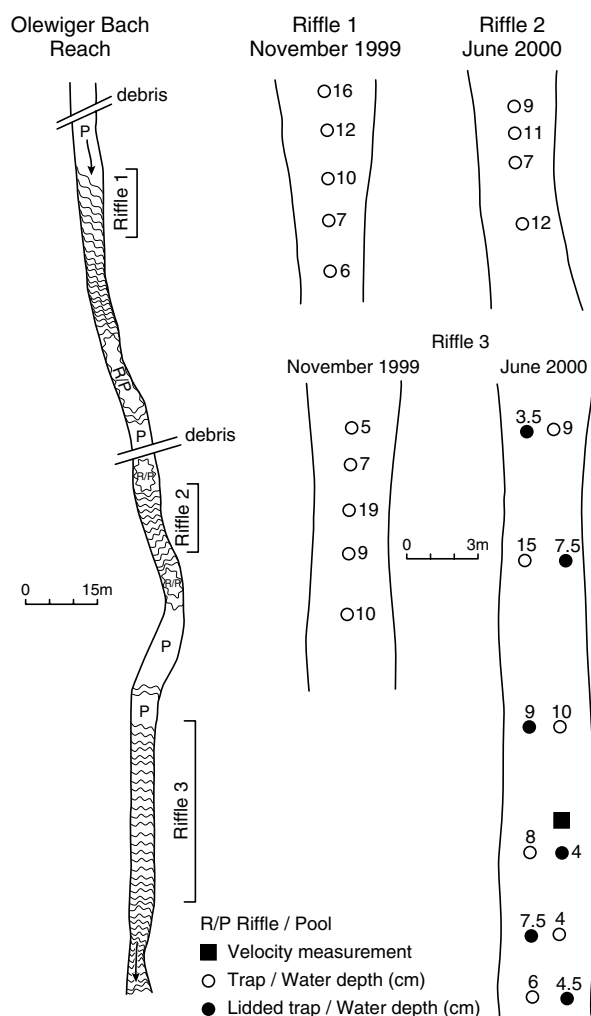 Olewiger Bach
Reach
debris
P
Riffle 1
R/P
P
debris
R/P
Riffle 2
R/P
0 15m
P
P
Riffle 3
Riffle 1
November 1999
16
12
10
7
6
Riffle 2
June 2000
9
11
7
12
Riffle 3
November 1999
5
7
19
9
10
0 3m
June 2000
3.5 9
15 7.5
9 10
8 4
7.5 4
6 4.5
R/P Riffle / Pool
Velocity measurement
Trap / Water depth (cm)
Lidded trap / Water depth (cm)